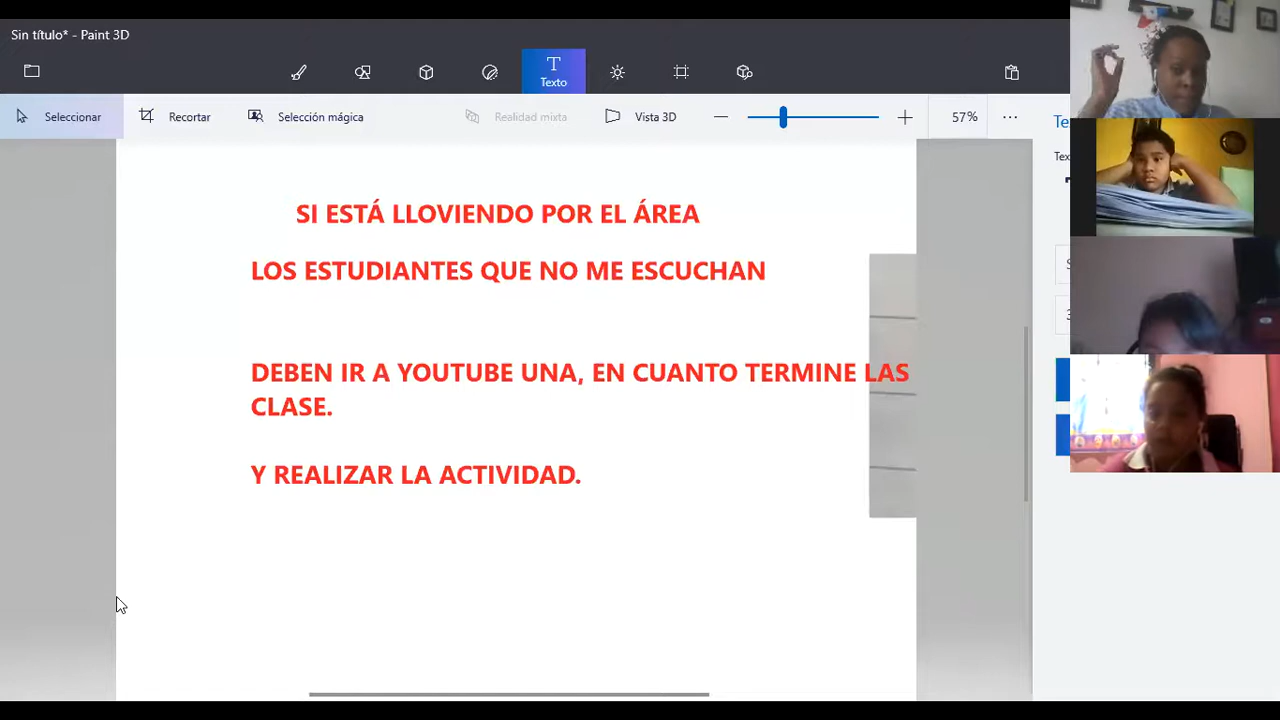 Sin título* - Paint 3D
Texto
Seleccionar
Recortar
Selección mágica
Realidad mixta
Vista 3D
57%
SI ESTÁ LLOVIENDO POR EL ÁREA
LOS ESTUDIANTES QUE NO ME ESCUCHAN
DEBEN IR A YOUTUBE UNA, EN CUANTO TERMINE LAS
CLASE.
Y REALIZAR LA ACTIVIDAD.